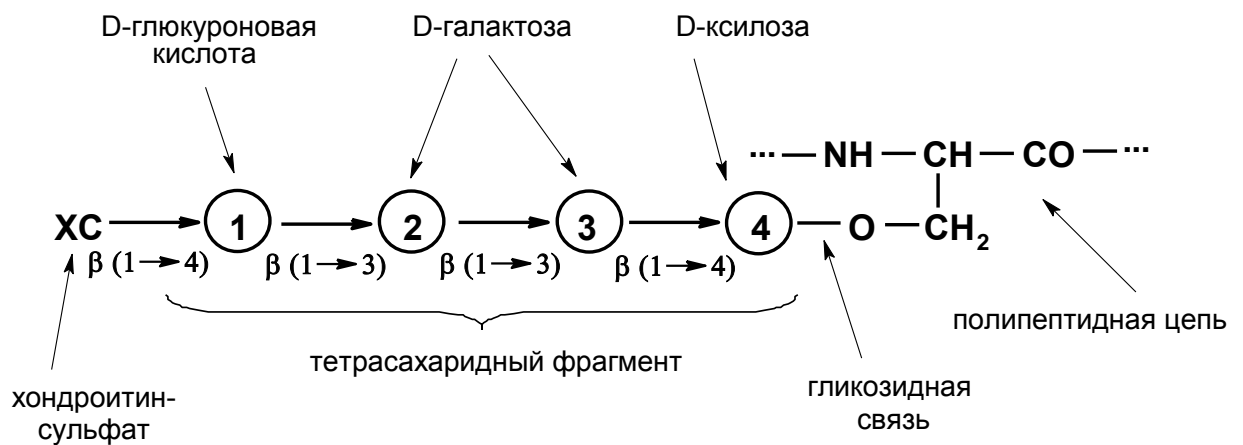 D-глюкуроновая
кислота
D-галактоза
D-ксилоза
··· — NH — CH — CO — ···
ХС 1 2 3 4 — O — CH₂
β (1→4) β (1→3) β (1→3) β (1→4)
тетрасахаридный фрагмент
полипептидная цепь
гликозидная
связь
хондроитин-
сульфат